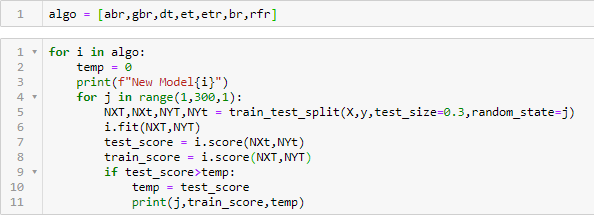 1 algo = [abr,gbr,dt,et,etr,br,rfr]
1 for i in algo:
2     temp = 0
3     print(f"New Model{i}")
4     for j in range(1,300,1):
5         NXT,NXt,NYT,NYt = train_test_split(X,y,test_size=0.3,random_state=j)
6         i.fit(NXT,NYT)
7         test_score = i.score(NXt,NYt)
8         train_score = i.score(NXT,NYT)
9         if test_score>temp:
10             temp = test_score
11             print(j,train_score,temp)